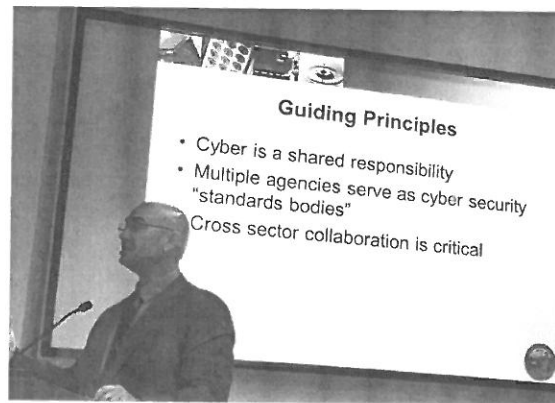 Guiding Principles
• Cyber is a shared responsibility
• Multiple agencies serve as cyber security
"standards bodies"
Cross sector collaboration is critical